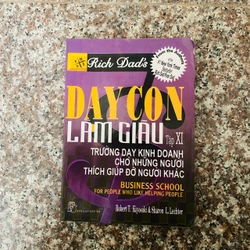 Rich Dad's
DẠY CON
LÀM GIÀU
Tập XI
TRƯỜNG DẠY KINH DOANH
CHO NHỮNG NGƯỜI
THÍCH GIÚP ĐỠ NGƯỜI KHÁC
BUSINESS SCHOOL
FOR PEOPLE WHO LIKE HELPING PEOPLE
Robert T. Kiyosaki & Sharon L. Lechter